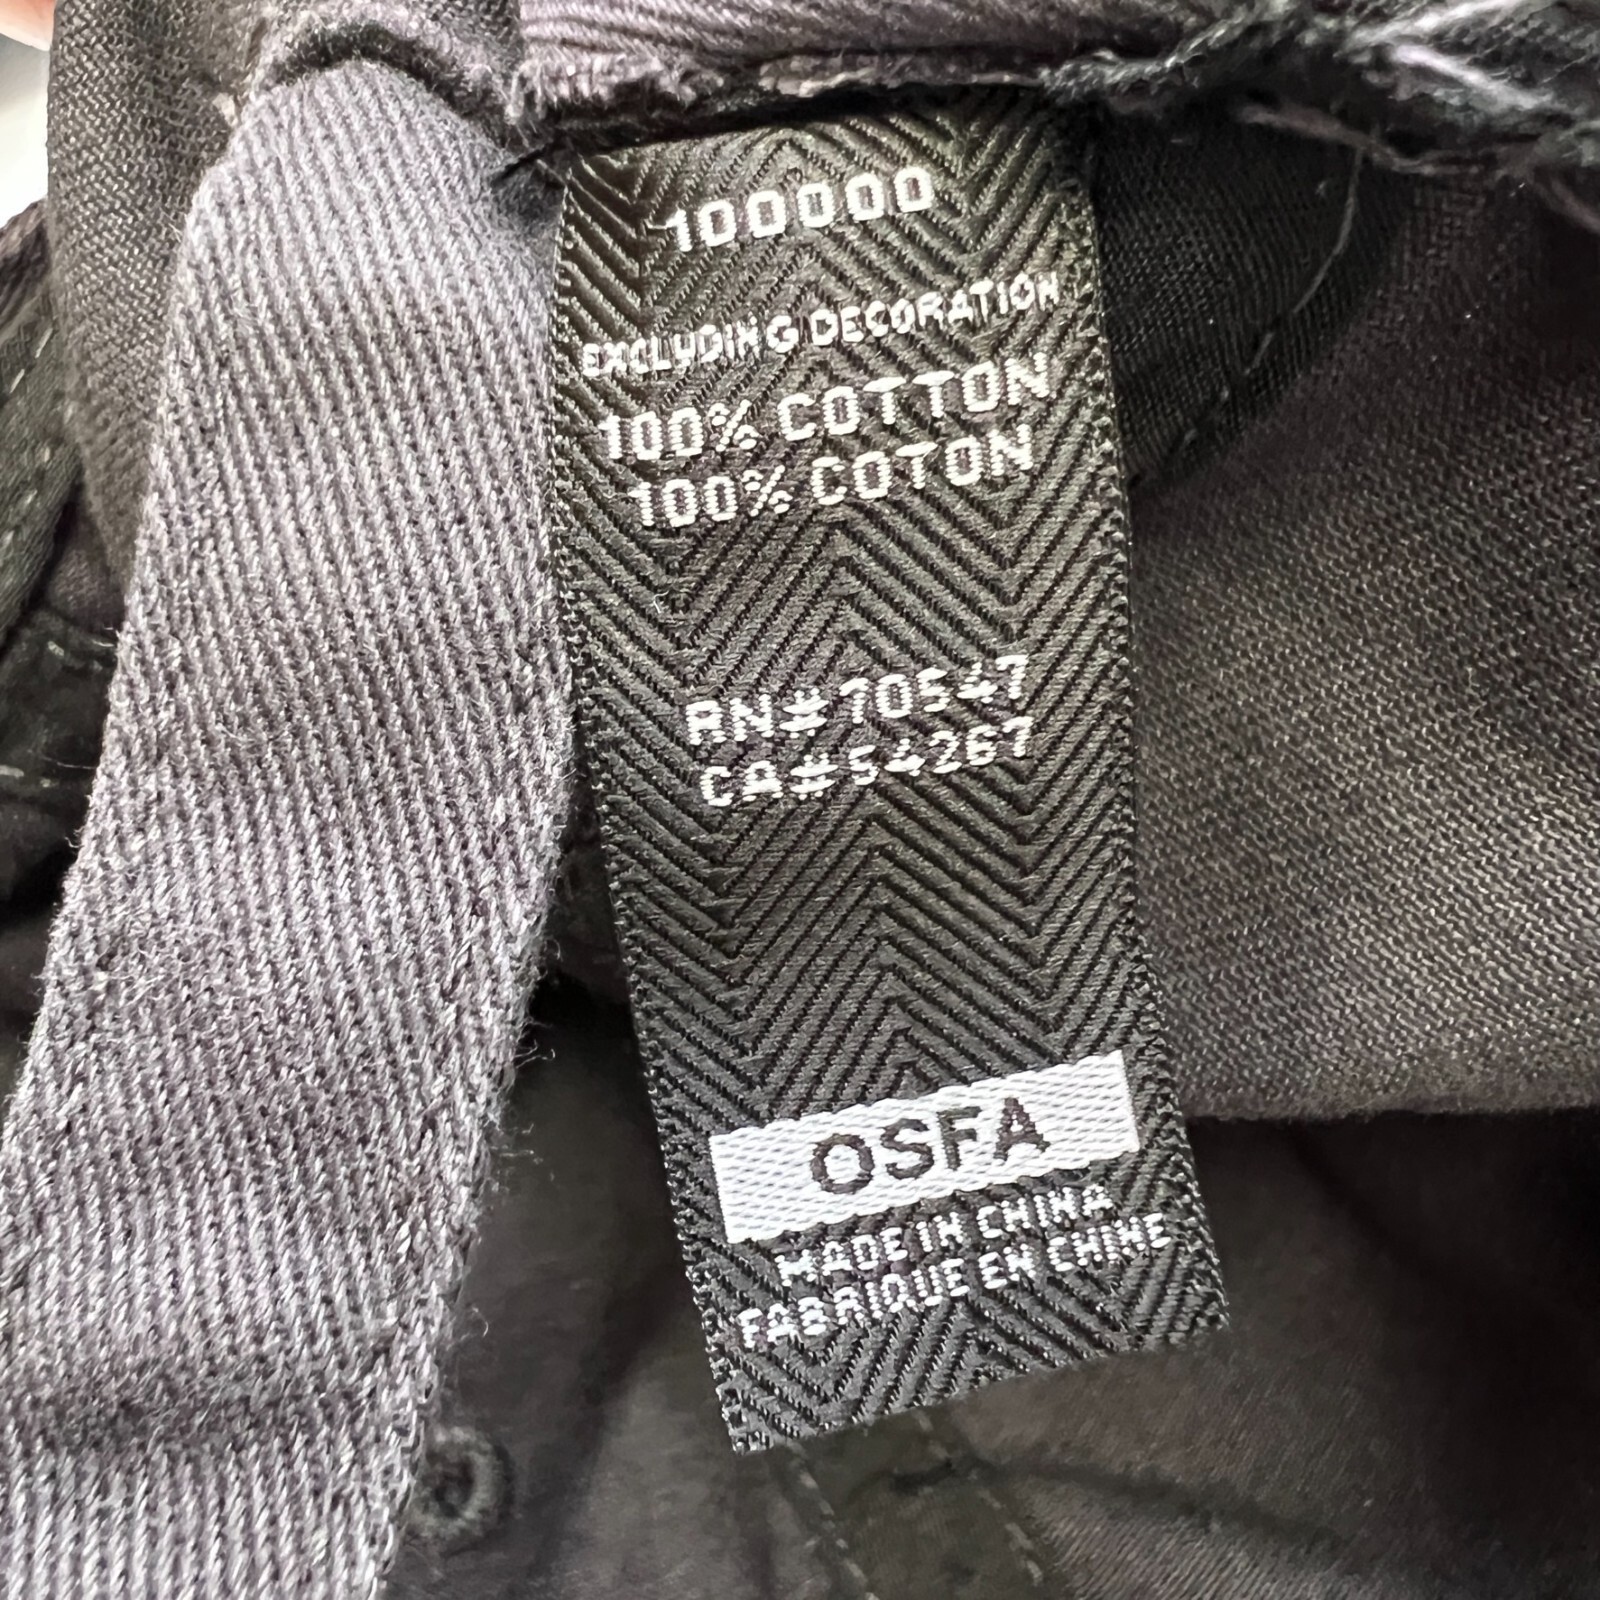 100000
EXCLUDING DECORATION
100% COTTON
100% COTON
RN#70547
CA#54267
OSFA
MADE IN CHINA
FABRIQUE EN CHINE